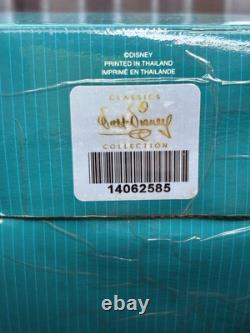 ©DISNEY
PRINTED IN THAILAND
IMPRIMÉ EN THAILANDE
CLASSICS
Walt Disney
COLLECTION
14062585